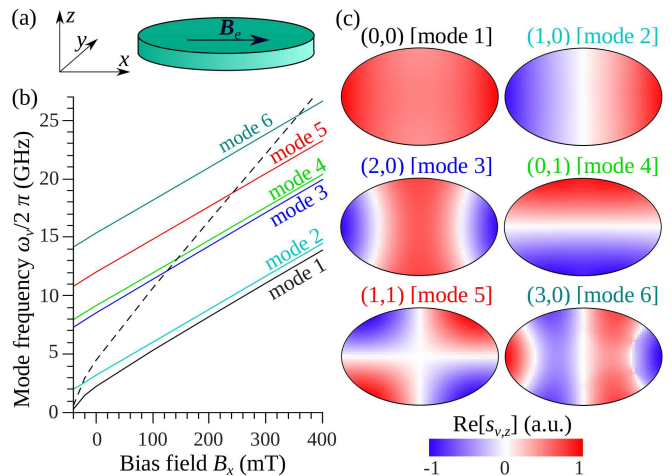 (a)
z
y
x
B_e
(b)
Mode frequency ω_ν/2 π (GHz)
25
20
15
10
5
0
0
100
200
300
400
Bias field B_x (mT)
mode 6
mode 5
mode 4
mode 3
mode 2
mode 1
(c)
(0,0) [mode 1]
(1,0) [mode 2]
(2,0) [mode 3]
(0,1) [mode 4]
(1,1) [mode 5]
(3,0) [mode 6]
Re[s_ν,z] (a.u.)
-1
0
1